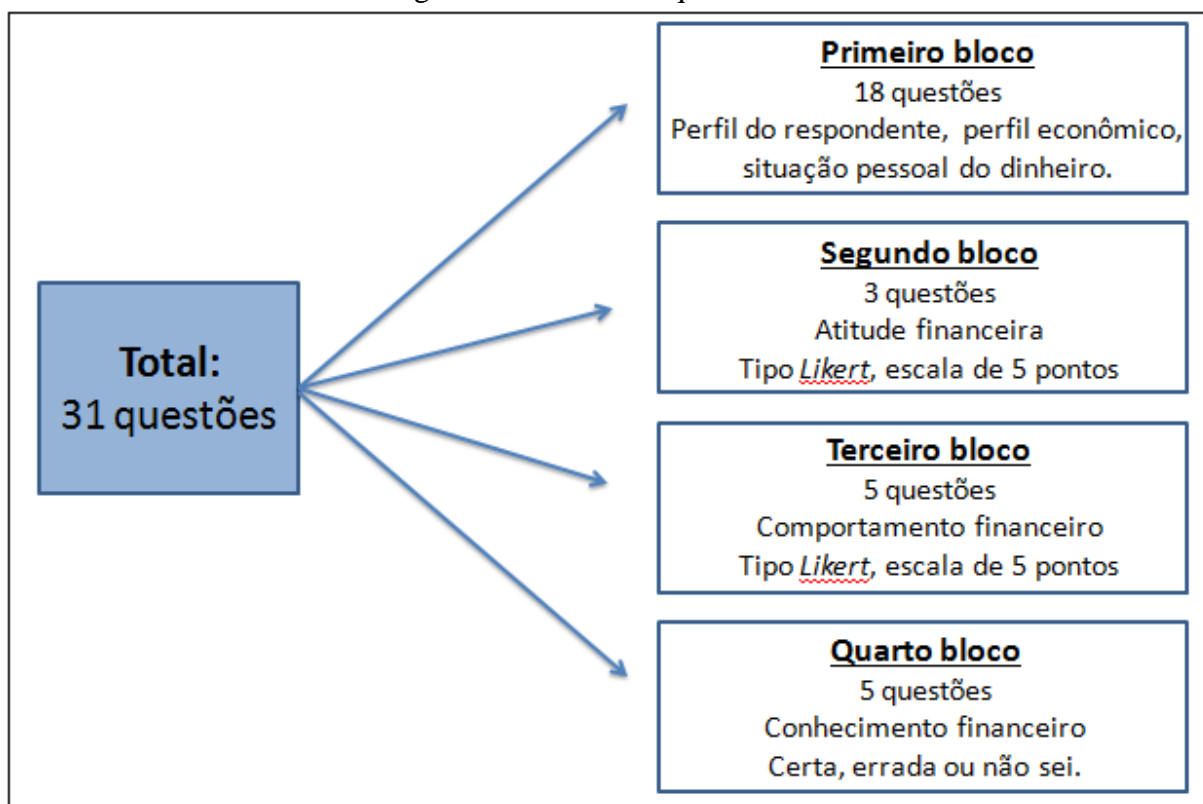 Total:
31 questões
Primeiro bloco
18 questões
Perfil do respondente, perfil econômico,
situação pessoal do dinheiro.
Segundo bloco
3 questões
Atitude financeira
Tipo Likert, escala de 5 pontos
Terceiro bloco
5 questões
Comportamento financeiro
Tipo Likert, escala de 5 pontos
Quarto bloco
5 questões
Conhecimento financeiro
Certa, errada ou não sei.